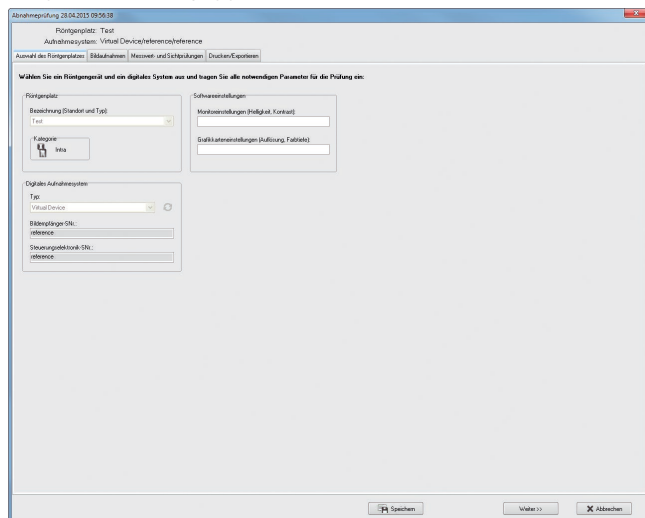 Abnahmeprüfung 28.04.2015 09:56:38
Röntgenplatz: Test
Aufnahmesystem: Virtual Device/reference/reference
Auswahl des Röntgenplatzes Bildaufnahmen Messwert- und Sichtprüfungen Drucken/Exportieren
Wählen Sie ein Röntgengerät und ein digitales System aus und tragen Sie alle notwendigen Parameter für die Prüfung ein:
Röntgenplatz
Bezeichnung (Standort und Typ):
Test
Kategorie
Intra
Softwareeinstellungen
Monitoreinstellungen (Helligkeit, Kontrast):
Grafikkarteneinstellungen (Auflösung, Farbtiefe):
Digitales Aufnahmesystem
Typ:
Virtual Device
Bildempfänger-SNr.:
reference
Steuerungselektronik-SNr.:
reference
Speichern Weiter >> Abbrechen